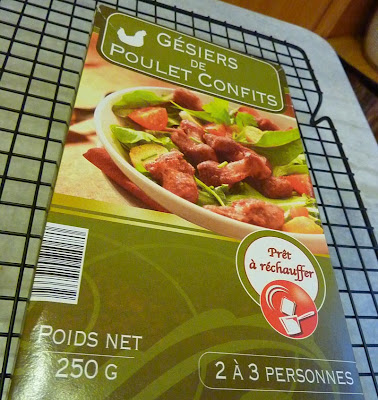 GÉSIERS
DE
POULET CONFITS
Prêt
à réchauffer
POIDS NET
250 G
2 À 3 PERSONNES